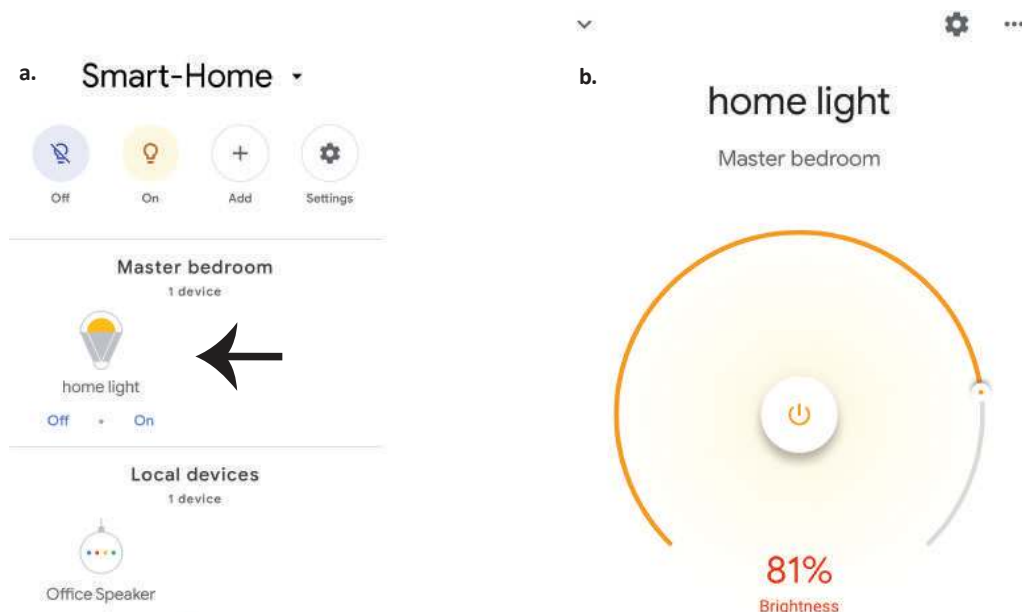 a.
Smart-Home
Off On Add Settings
Master bedroom
1 device
home light
Off • On
Local devices
1 device
Office Speaker
b.
home light
Master bedroom
81%
Brightness